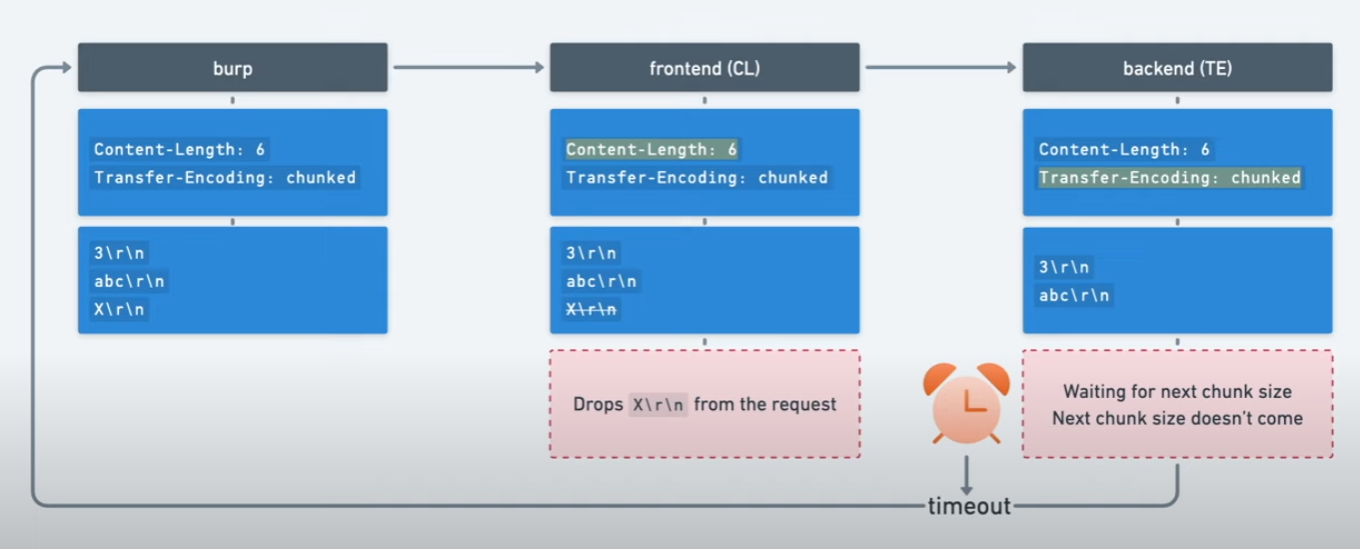 burp
frontend (CL)
backend (TE)
Content-Length: 6
Transfer-Encoding: chunked
Content-Length: 6
Transfer-Encoding: chunked
Content-Length: 6
Transfer-Encoding: chunked
3\r\n
abc\r\n
X\r\n
3\r\n
abc\r\n
X\r\n
3\r\n
abc\r\n
Drops X\r\n from the request
Waiting for next chunk size
Next chunk size doesn’t come
timeout